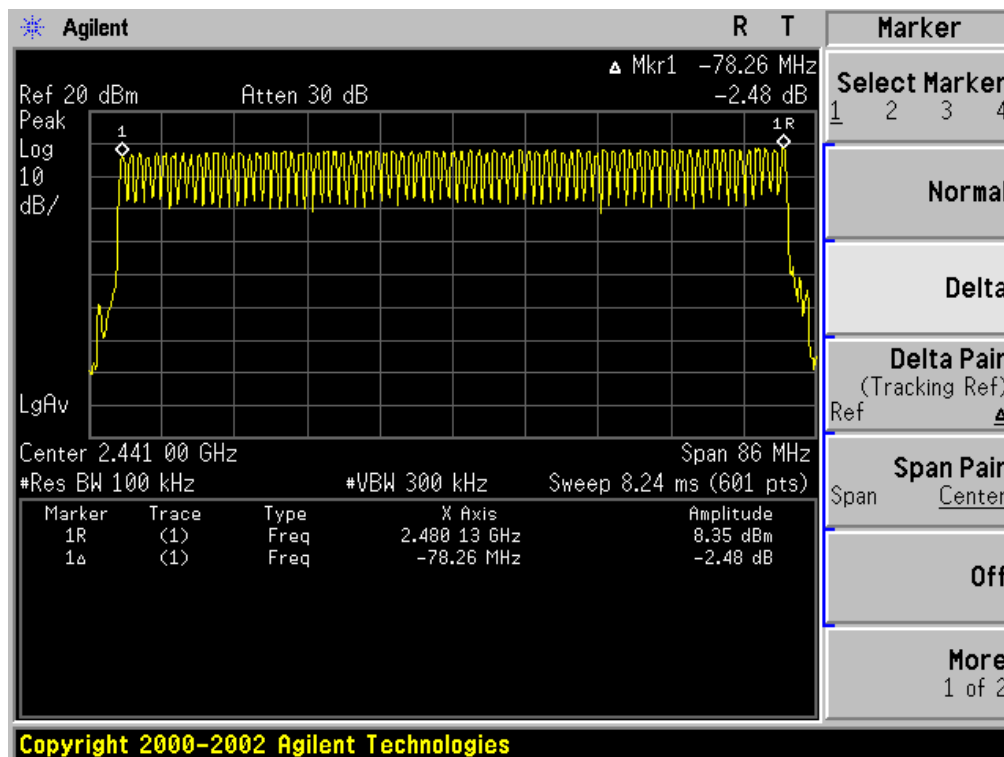 Agilent R T
Marker
Δ Mkr1 -78.26 MHz
Ref 20 dBm Atten 30 dB -2.48 dB
Peak
Log
10
dB/
1
1R
LgAv
Center 2.441 00 GHz Span 86 MHz
#Res BW 100 kHz #VBW 300 kHz Sweep 8.24 ms (601 pts)
Marker Trace Type X Axis Amplitude
1R (1) Freq 2.480 13 GHz 8.35 dBm
1Δ (1) Freq -78.26 MHz -2.48 dB
Select Marker
1 2 3 4
Normal
Delta
Delta Pair
(Tracking Ref)
Ref Δ
Span Pair
Span Center
Off
More
1 of 2
Copyright 2000-2002 Agilent Technologies